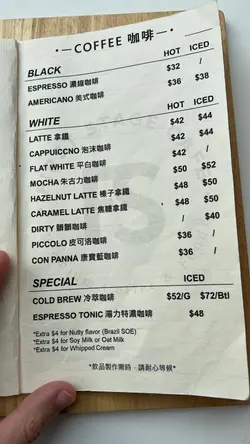 ·—COFFEE 咖啡—·
BLACK HOT ICED
ESPRESSO 濃縮咖啡 $32 /
AMERICANO 美式咖啡 $36 $38
WHITE HOT ICED
LATTE 拿鐵 $42 $44
CAPPUICCNO 泡沫咖啡 $42 $44
FLAT WHITE 平白咖啡 $42 /
MOCHA 朱古力咖啡 $50 $52
HAZELNUT LATTE 榛子拿鐵 $48 $50
CARAMEL LATTE 焦糖拿鐵 $48 $50
DIRTY 髒髒咖啡 / $40
PICCOLO 皮可洛咖啡 $36 /
CON PANNA 康寶藍咖啡 $36 /
SPECIAL ICED
COLD BREW 冷萃咖啡 $52/G $72/Btl
ESPRESSO TONIC 湯力特濃咖啡 $48
*Extra $4 for Nutty flavor (Brazil SOE)
*Extra $4 for Soy Milk or Oat Milk
*Extra $4 for Whipped Cream
*飲品製作需時，請耐心等候*